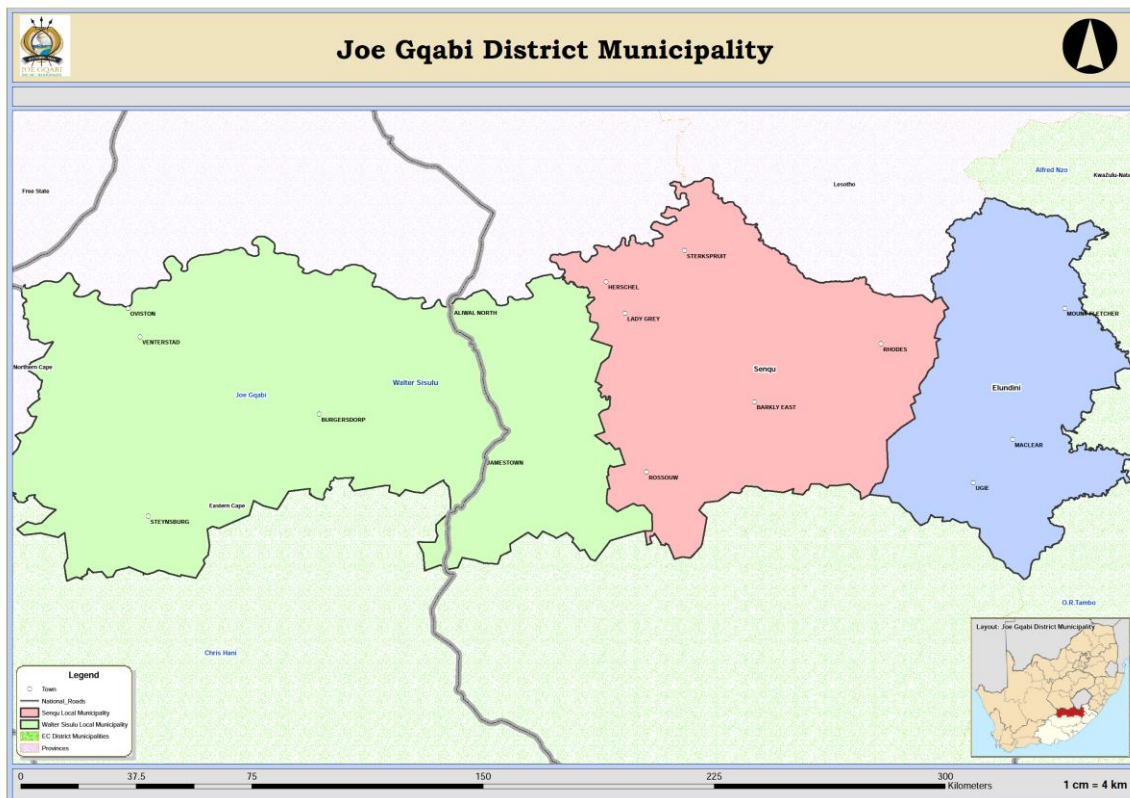 JOE GQABI
Joe Gqabi District Municipality
Free State
Lesotho
Alfred Nzo
KwaZulu-Natal
STERKSPRUIT
HERSCHEL
OVISTON
ALIWAL NORTH
LADY GREY
MOUNT FLETCHER
VENTERSTAD
RHODES
Northern Cape
Senqu
Walter Sisulu
Joe Gqabi
Elundini
BARKLY EAST
BURGERSDORP
MACLEAR
JAMESTOWN
ROSSOUW
UGIE
Eastern Cape
STEYNSBURG
O.R.Tambo
Chris Hani
Layout: Joe Gqabi District Municipality
Legend
Town
National_Roads
Senqu Local Municipality
Walter Sisulu Local Municipality
EC District Municipalities
Provinces
0 37.5 75 150 225 300
Kilometers
1 cm = 4 km